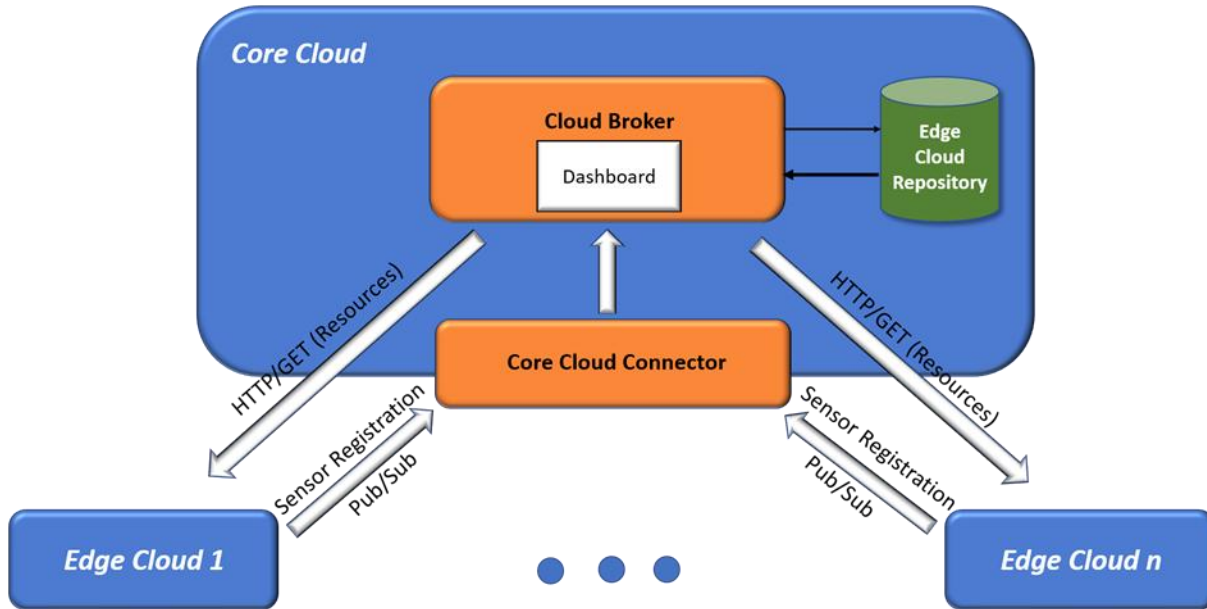 Core Cloud
Cloud Broker
Dashboard
Edge
Cloud
Repository
HTTP/GET (Resources)
HTTP/GET (Resources)
Core Cloud Connector
Sensor Registration
Pub/Sub
Sensor Registration
Pub/Sub
Edge Cloud 1
Edge Cloud n